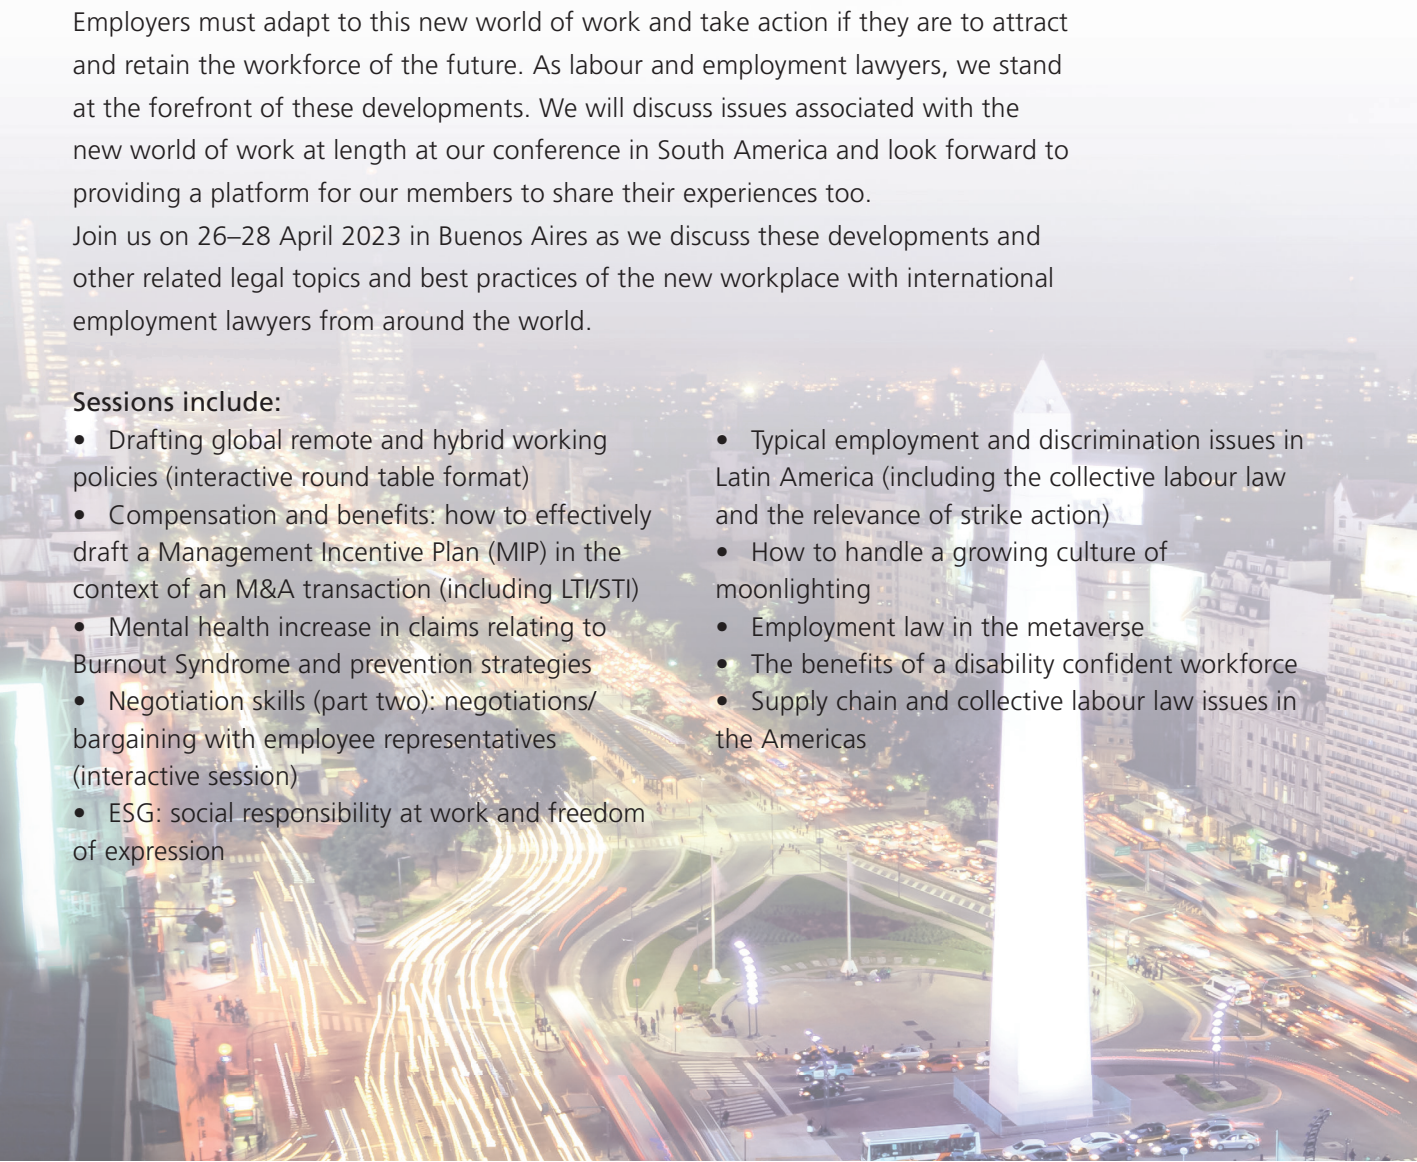 Employers must adapt to this new world of work and take action if they are to attract
and retain the workforce of the future. As labour and employment lawyers, we stand
at the forefront of these developments. We will discuss issues associated with the
new world of work at length at our conference in South America and look forward to
providing a platform for our members to share their experiences too.
Join us on 26–28 April 2023 in Buenos Aires as we discuss these developments and
other related legal topics and best practices of the new workplace with international
employment lawyers from around the world.
Sessions include:
• Drafting global remote and hybrid working
policies (interactive round table format)
• Compensation and benefits: how to effectively
draft a Management Incentive Plan (MIP) in the
context of an M&A transaction (including LTI/STI)
• Mental health increase in claims relating to
Burnout Syndrome and prevention strategies
• Negotiation skills (part two): negotiations/
bargaining with employee representatives
(interactive session)
• ESG: social responsibility at work and freedom
of expression
• Typical employment and discrimination issues in
Latin America (including the collective labour law
and the relevance of strike action)
• How to handle a growing culture of
moonlighting
• Employment law in the metaverse
• The benefits of a disability confident workforce
• Supply chain and collective labour law issues in
the Americas